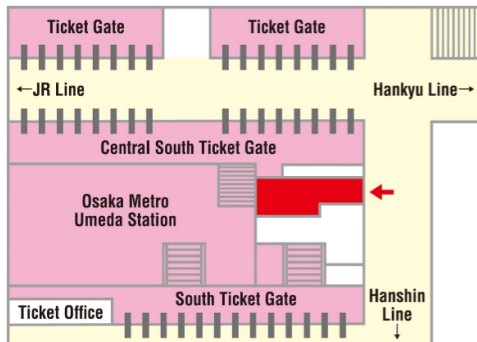 Ticket Gate
Ticket Gate
←JR Line
Hankyu Line→
Central South Ticket Gate
Osaka Metro
Umeda Station
South Ticket Gate
Ticket Office
Hanshin
Line
↓